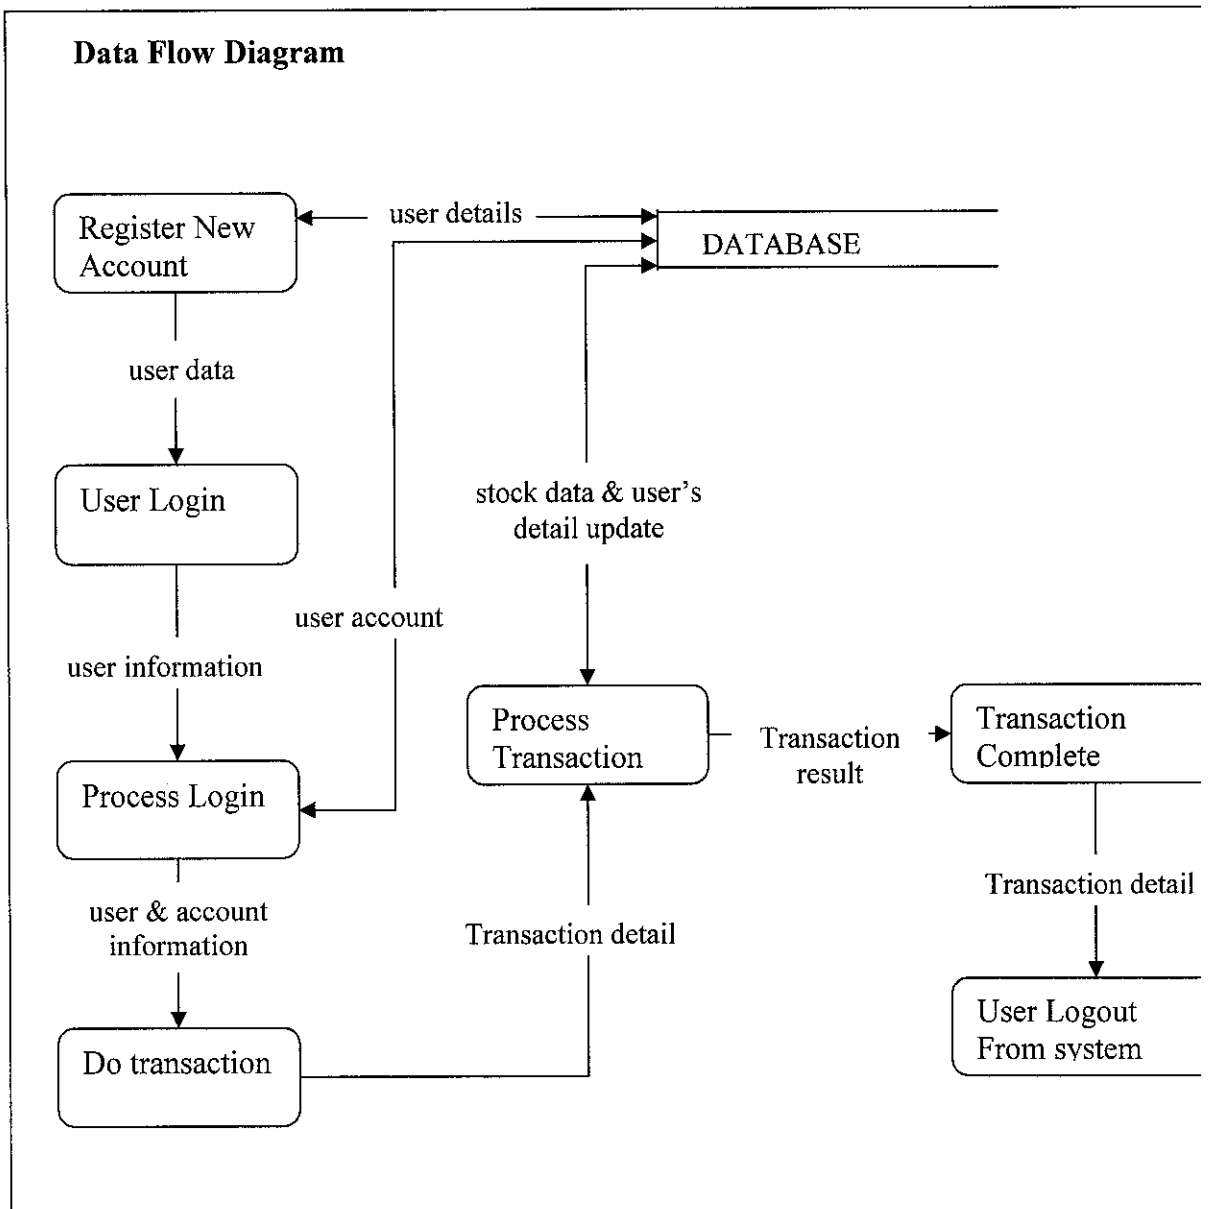 Data Flow Diagram
Register New
Account
user details
DATABASE
user data
User Login
stock data & user's
detail update
user account
user information
Process
Transaction
Transaction
result
Transaction
Complete
Process Login
user & account
information
Transaction detail
Transaction detail
Do transaction
User Logout
From system